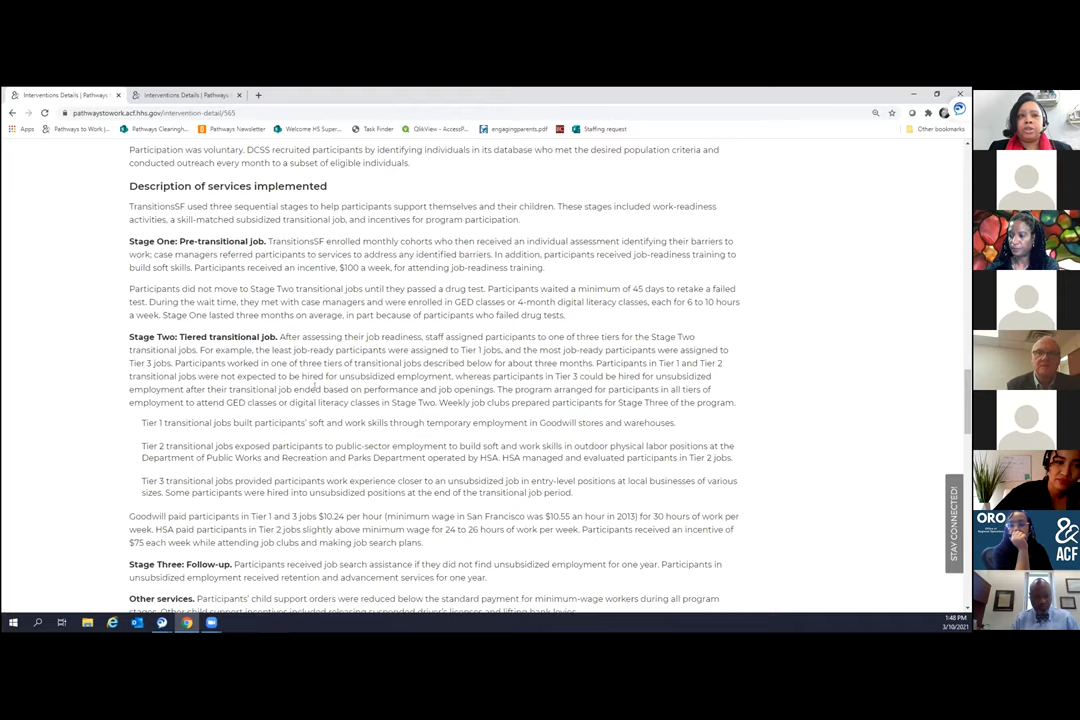 Interventions Details | Pathways
Interventions Details | Pathways
pathwaystowork.acf.hhs.gov/intervention-detail/565
Apps
Pathways to Work |...
Pathways Clearingh...
Pathways Newsletter
Welcome HS Super...
Task Finder
QlikView - AccessP...
engagingparents.pdf
Staffing request
Other bookmarks
Participation was voluntary. DCSS recruited participants by identifying individuals in its database who met the desired population criteria and
conducted outreach every month to a subset of eligible individuals.
Description of services implemented
TransitionsSF used three sequential stages to help participants support themselves and their children. These stages included work-readiness
activities, a skill-matched subsidized transitional job, and incentives for program participation.
Stage One: Pre-transitional job. TransitionsSF enrolled monthly cohorts who then received an individual assessment identifying their barriers to
work; case managers referred participants to services to address any identified barriers. In addition, participants received job-readiness training to
build soft skills. Participants received an incentive, $100 a week, for attending job-readiness training.
Participants did not move to Stage Two transitional jobs until they passed a drug test. Participants waited a minimum of 45 days to retake a failed
test. During the wait time, they met with case managers and were enrolled in GED classes or 4-month digital literacy classes, each for 6 to 10 hours
a week. Stage One lasted three months on average, in part because of participants who failed drug tests.
Stage Two: Tiered transitional job. After assessing their job readiness, staff assigned participants to one of three tiers for the Stage Two
transitional jobs. For example, the least job-ready participants were assigned to Tier 1 jobs, and the most job-ready participants were assigned to
Tier 3 jobs. Participants worked in one of three tiers of transitional jobs described below for about three months. Participants in Tier 1 and Tier 2
transitional jobs were not expected to be hired for unsubsidized employment, whereas participants in Tier 3 could be hired for unsubsidized
employment after their transitional job ended based on performance and job openings. The program arranged for participants in all tiers of
employment to attend GED classes or digital literacy classes in Stage Two. Weekly job clubs prepared participants for Stage Three of the program.
Tier 1 transitional jobs built participants' soft and work skills through temporary employment in Goodwill stores and warehouses.
Tier 2 transitional jobs exposed participants to public-sector employment to build soft and work skills in outdoor physical labor positions at the
Department of Public Works and Recreation and Parks Department operated by HSA. HSA managed and evaluated participants in Tier 2 jobs.
Tier 3 transitional jobs provided participants work experience closer to an unsubsidized job in entry-level positions at local businesses of various
sizes. Some participants were hired into unsubsidized positions at the end of the transitional job period.
Goodwill paid participants in Tier 1 and 3 jobs $10.24 per hour (minimum wage in San Francisco was $10.55 an hour in 2013) for 30 hours of work per
week. HSA paid participants in Tier 2 jobs slightly above minimum wage for 24 to 26 hours of work per week. Participants received an incentive of
$75 each week while attending job clubs and making job search plans.
Stage Three: Follow-up. Participants received job search assistance if they did not find unsubsidized employment for one year. Participants in
unsubsidized employment received retention and advancement services for one year.
Other services. Participants' child support orders were reduced below the standard payment for minimum-wage workers during all program
stages. Other child support incentives included releasing suspended driver's licenses and lifting bank levies.
STAY CONNECTED!
1:48 PM
3/10/2021
ORO
&
ACF